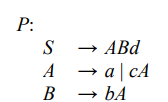 P:
S → ABd
A → a | cA
B → bA